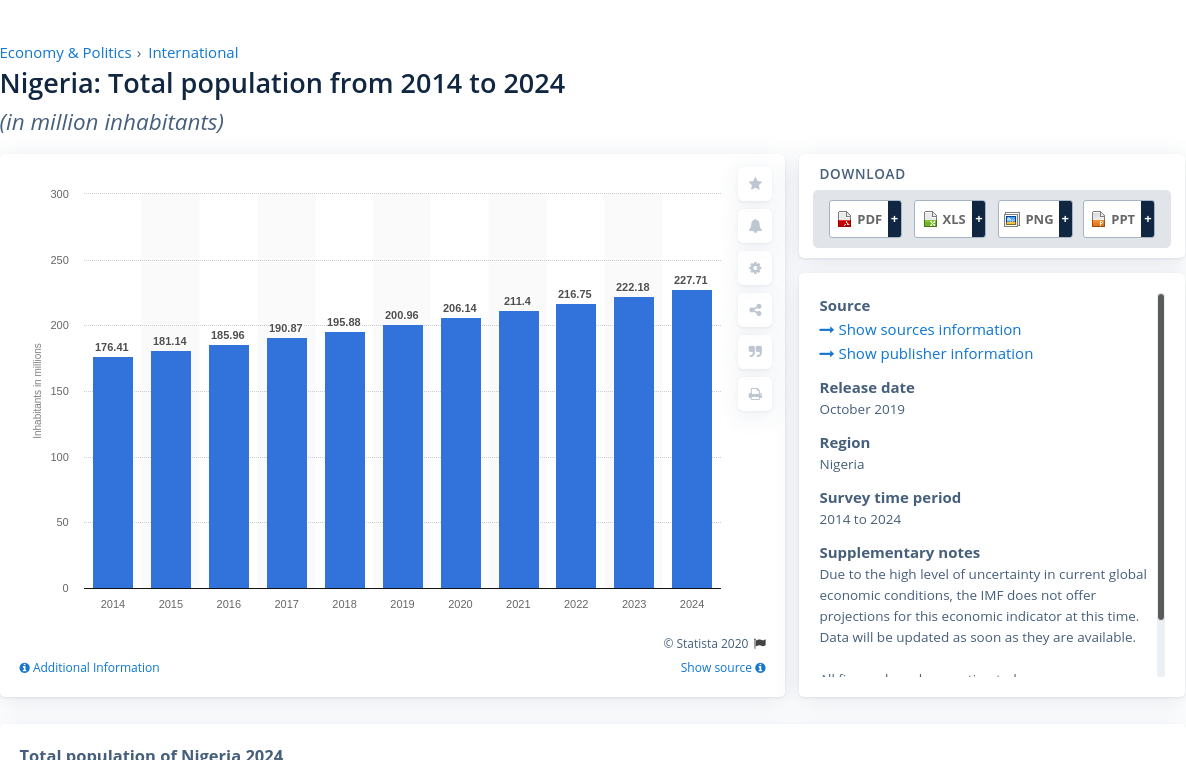 Economy & Politics › International
Nigeria: Total population from 2014 to 2024
(in million inhabitants)
300
250
200
150
100
50
0
Inhabitants in millions
176.41
181.14
185.96
190.87
195.88
200.96
206.14
211.4
216.75
222.18
227.71
2014 2015 2016 2017 2018 2019 2020 2021 2022 2023 2024
© Statista 2020
Additional Information
Show source
DOWNLOAD
PDF + XLS + PNG + PPT +
Source
Show sources information
Show publisher information
Release date
October 2019
Region
Nigeria
Survey time period
2014 to 2024
Supplementary notes
Due to the high level of uncertainty in current global
economic conditions, the IMF does not offer
projections for this economic indicator at this time.
Data will be updated as soon as they are available.
Total population of Nigeria 2024